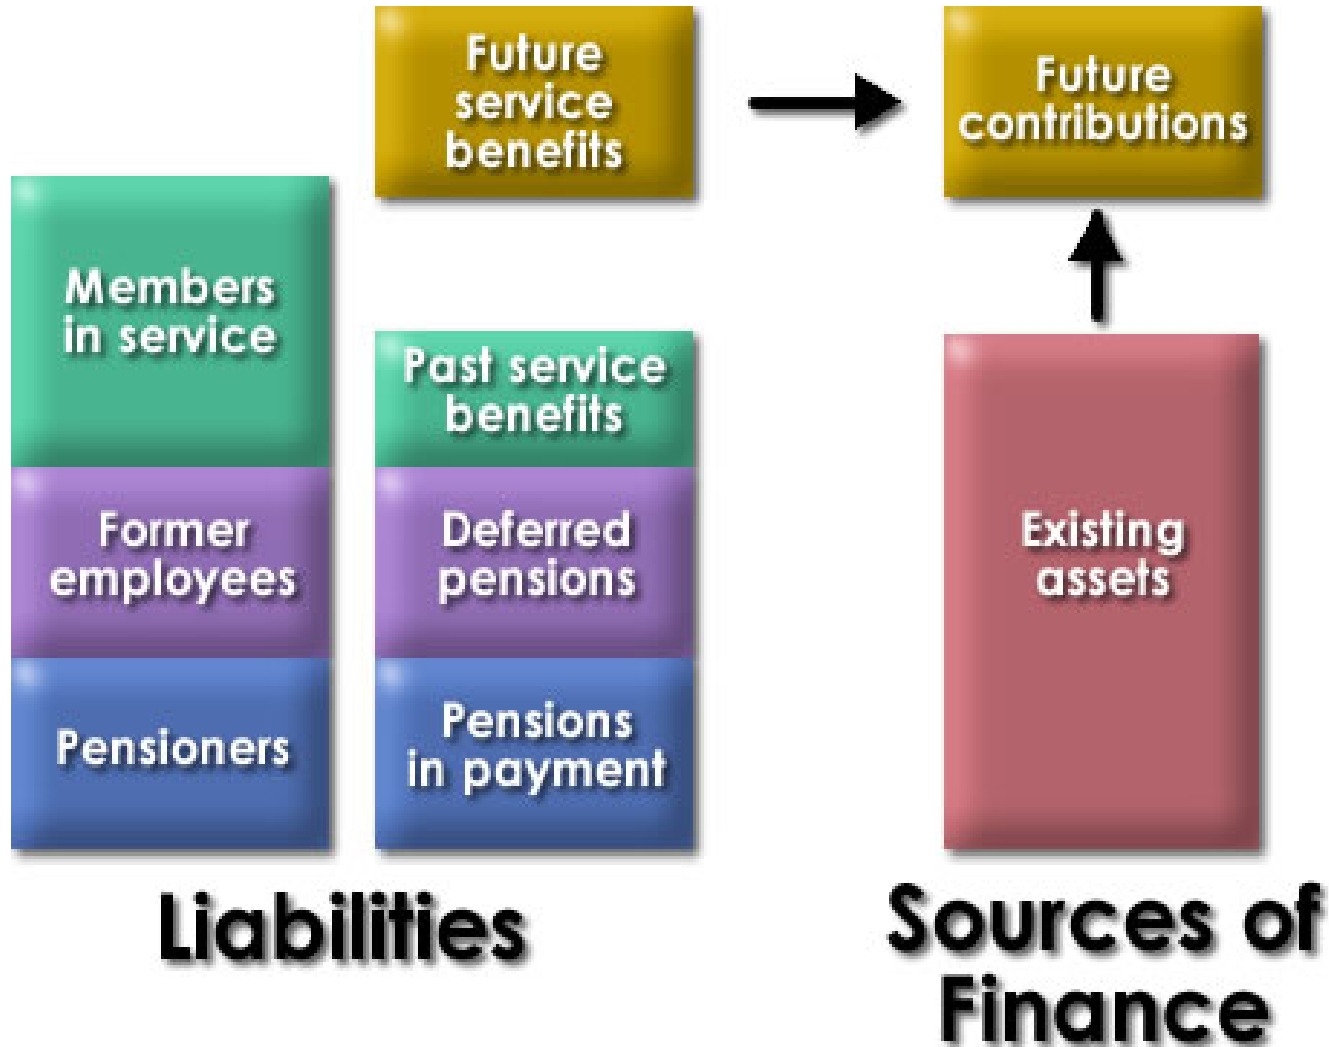 Future
service
benefits
Future
contributions
Members
in service
Past service
benefits
Former
employees
Deferred
pensions
Existing
assets
Pensioners
Pensions
in payment
Liabilities
Sources of
Finance